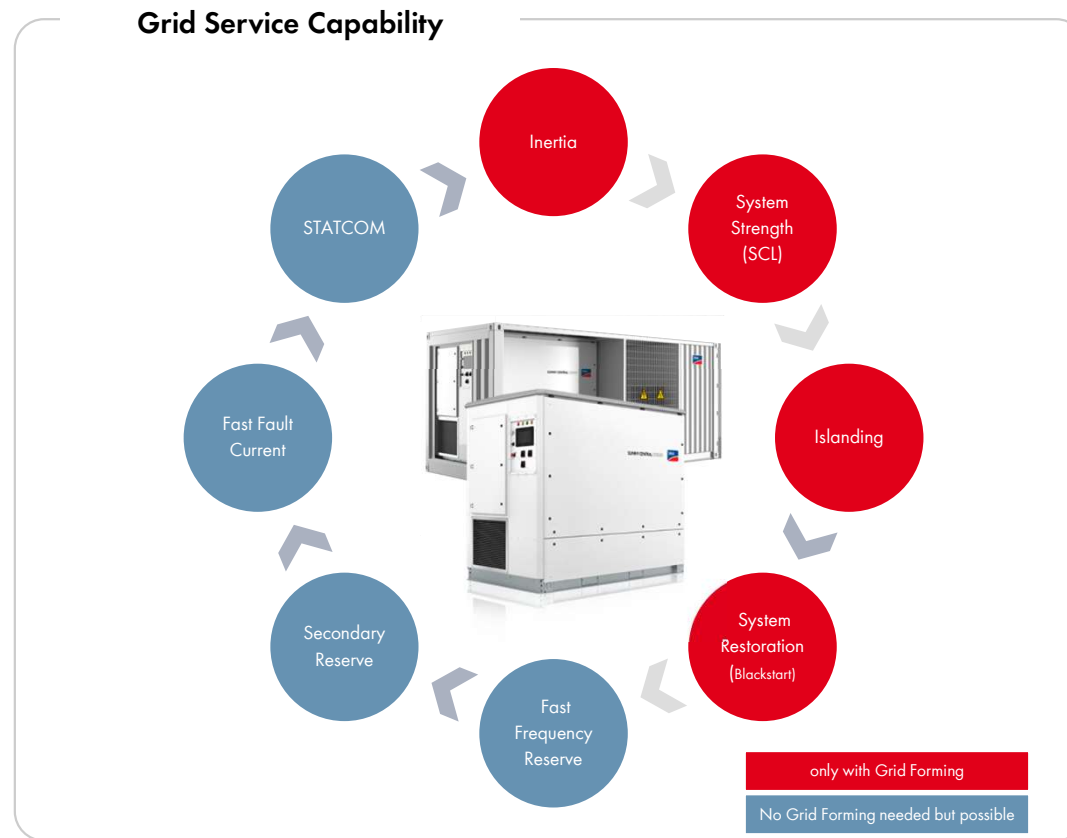 Grid Service Capability
Inertia
System
Strength
(SCL)
Islanding
System
Restoration
(Blackstart)
Fast
Frequency
Reserve
Secondary
Reserve
Fast Fault
Current
STATCOM
only with Grid Forming
No Grid Forming needed but possible